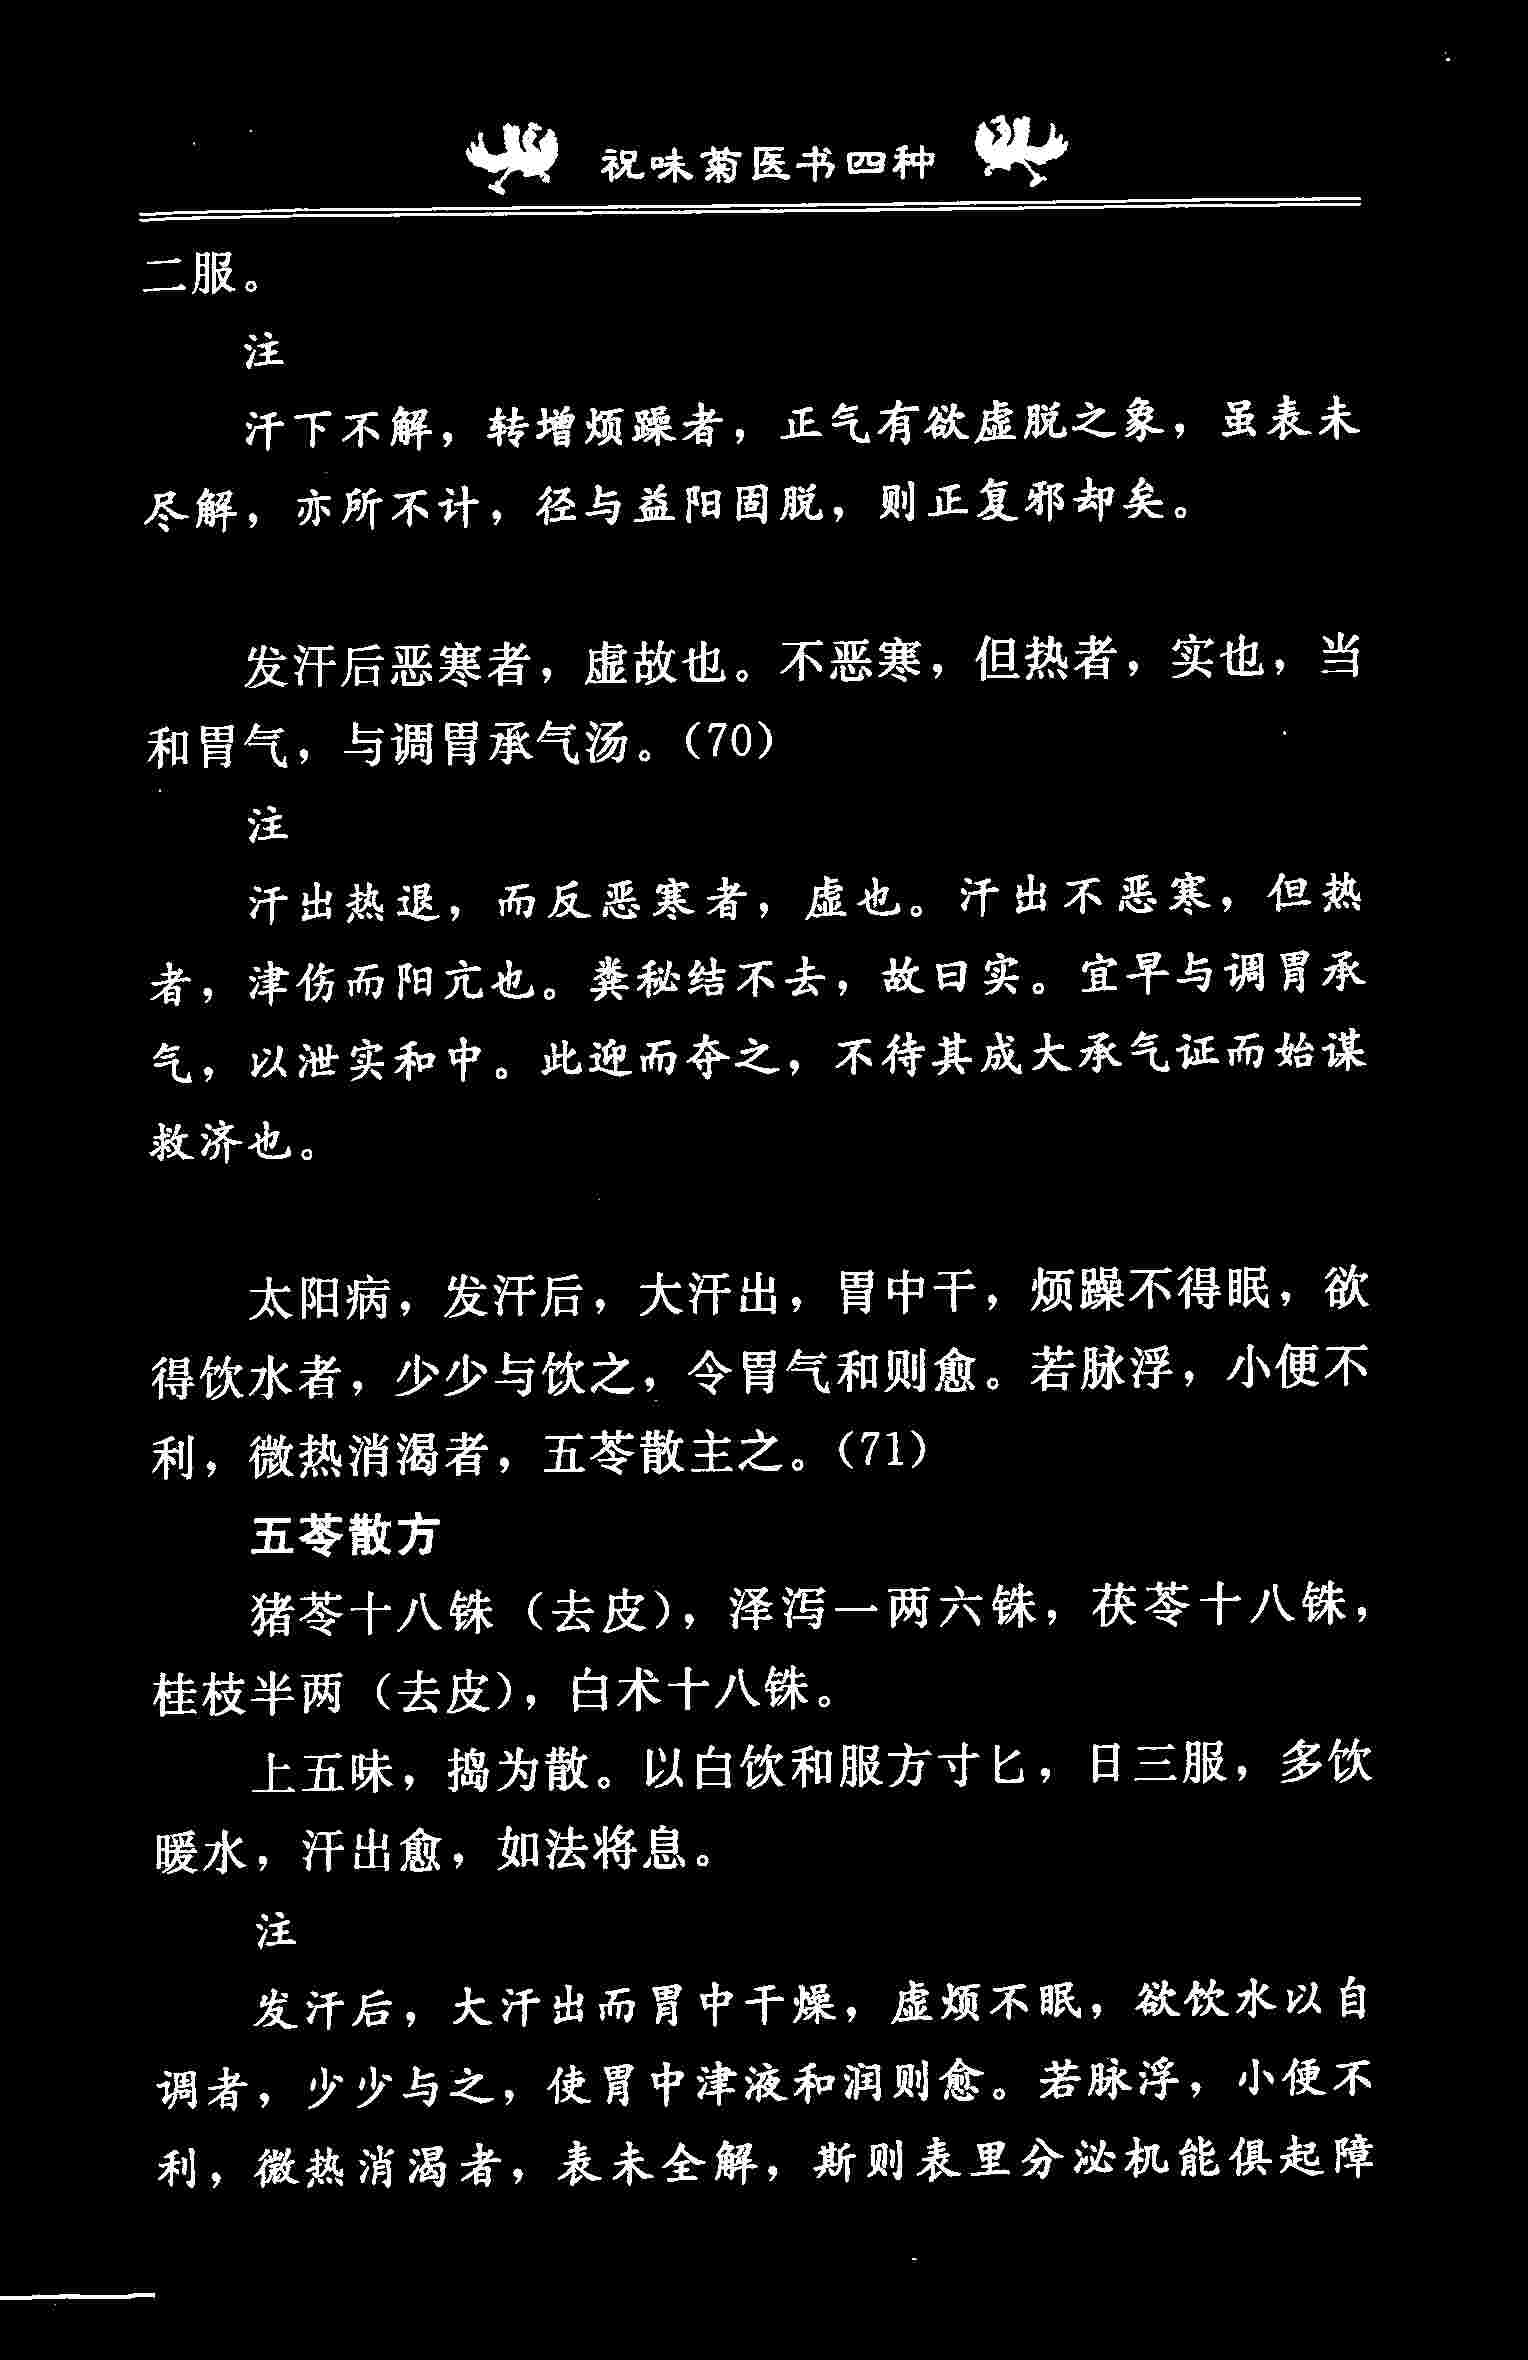 祝味菊医书四种
二服。
注
汗下不解，转增烦躁者，正气有欲虚脱之象，虽表未
尽解，亦所不计，径与益阳固脱，则正复邪却矣。
发汗后恶寒者，虚故也。不恶寒，但热者，实也，当
和胃气，与调胃承气汤。(70)
注
汗出热退，而反恶寒者，虚也。汗出不恶寒，但热
者，津伤而阳亢也。粪秘结不去，故曰实。宜早与调胃承
气，以泄实和中。此迎而夺之，不待其成大承气证而始谋
救济也。
太阳病，发汗后，大汗出，胃中干，烦躁不得眠，欲
得饮水者，少少与饮之，令胃气和则愈。若脉浮，小便不
利，微热消渴者，五苓散主之。(71)
五苓散方
猪苓十八铢（去皮），泽泻一两六铢，茯苓十八铢，
桂枝半两（去皮），白术十八铢。
上五味，捣为散。以白饮和服方寸匕，日三服，多饮
暖水，汗出愈，如法将息。
注
发汗后，大汗出而胃中干燥，虚烦不眠，欲饮水以自
调者，少少与之，使胃中津液和润则愈。若脉浮，小便不
利，微热消渴者，表未全解，斯则表里分泌机能俱起障